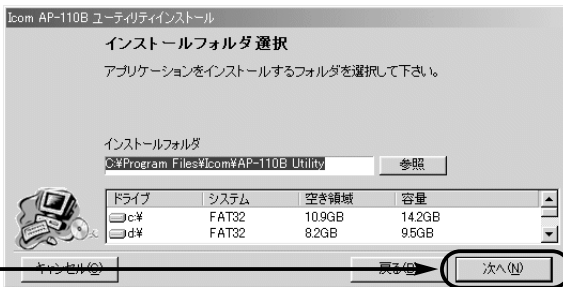 Icom AP-110B ユーティリティインストール
インストールフォルダ選択
アプリケーションをインストールするフォルダを選択して下さい。
インストールフォルダ
C:¥Program Files¥Icom¥AP-110B Utility
参照
ドライブ システム 空き領域 容量
c:¥ FAT32 10.9GB 14.2GB
d:¥ FAT32 8.2GB 9.5GB
キャンセル(C) 戻る(B) 次へ(N)